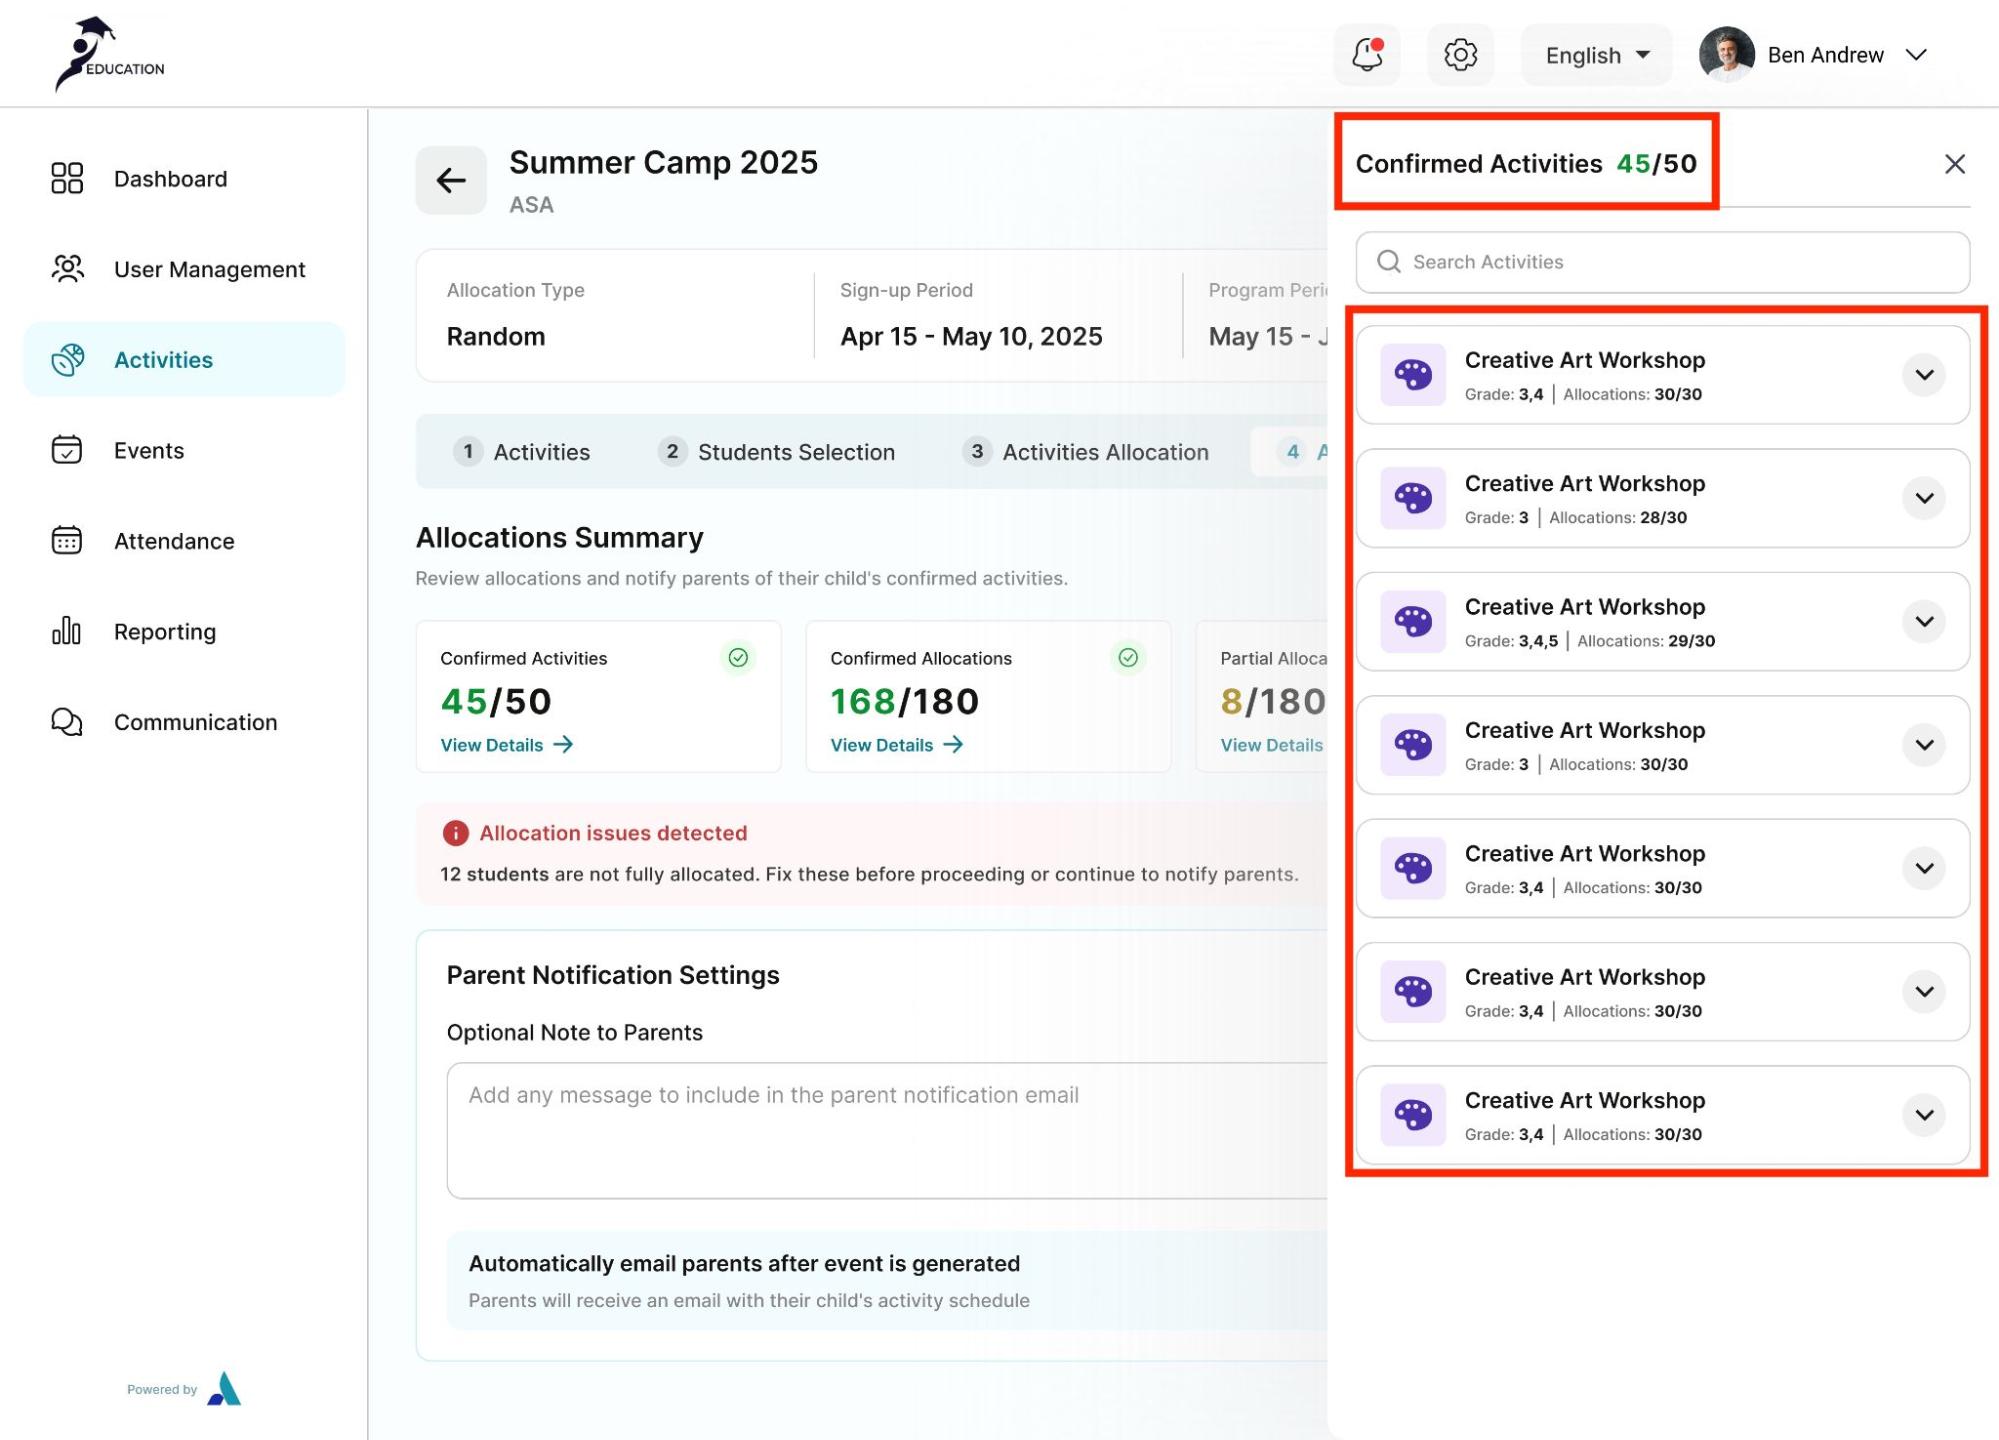 EDUCATION
English
Ben Andrew
Dashboard
User Management
Activities
Events
Attendance
Reporting
Communication
Powered by
Summer Camp 2025
ASA
Allocation Type
Random
Sign-up Period
Apr 15 - May 10, 2025
Program Peri
May 15 - J
1 Activities
2 Students Selection
3 Activities Allocation
4 A
Allocations Summary
Review allocations and notify parents of their child's confirmed activities.
Confirmed Activities
45/50
View Details
Confirmed Allocations
168/180
View Details
Partial Alloca
8/180
View Details
Allocation issues detected
12 students are not fully allocated. Fix these before proceeding or continue to notify parents.
Parent Notification Settings
Optional Note to Parents
Add any message to include in the parent notification email
Automatically email parents after event is generated
Parents will receive an email with their child's activity schedule
Confirmed Activities 45/50
Search Activities
Creative Art Workshop
Grade: 3,4 | Allocations: 30/30
Creative Art Workshop
Grade: 3 | Allocations: 28/30
Creative Art Workshop
Grade: 3,4,5 | Allocations: 29/30
Creative Art Workshop
Grade: 3 | Allocations: 30/30
Creative Art Workshop
Grade: 3,4 | Allocations: 30/30
Creative Art Workshop
Grade: 3,4 | Allocations: 30/30
Creative Art Workshop
Grade: 3,4 | Allocations: 30/30